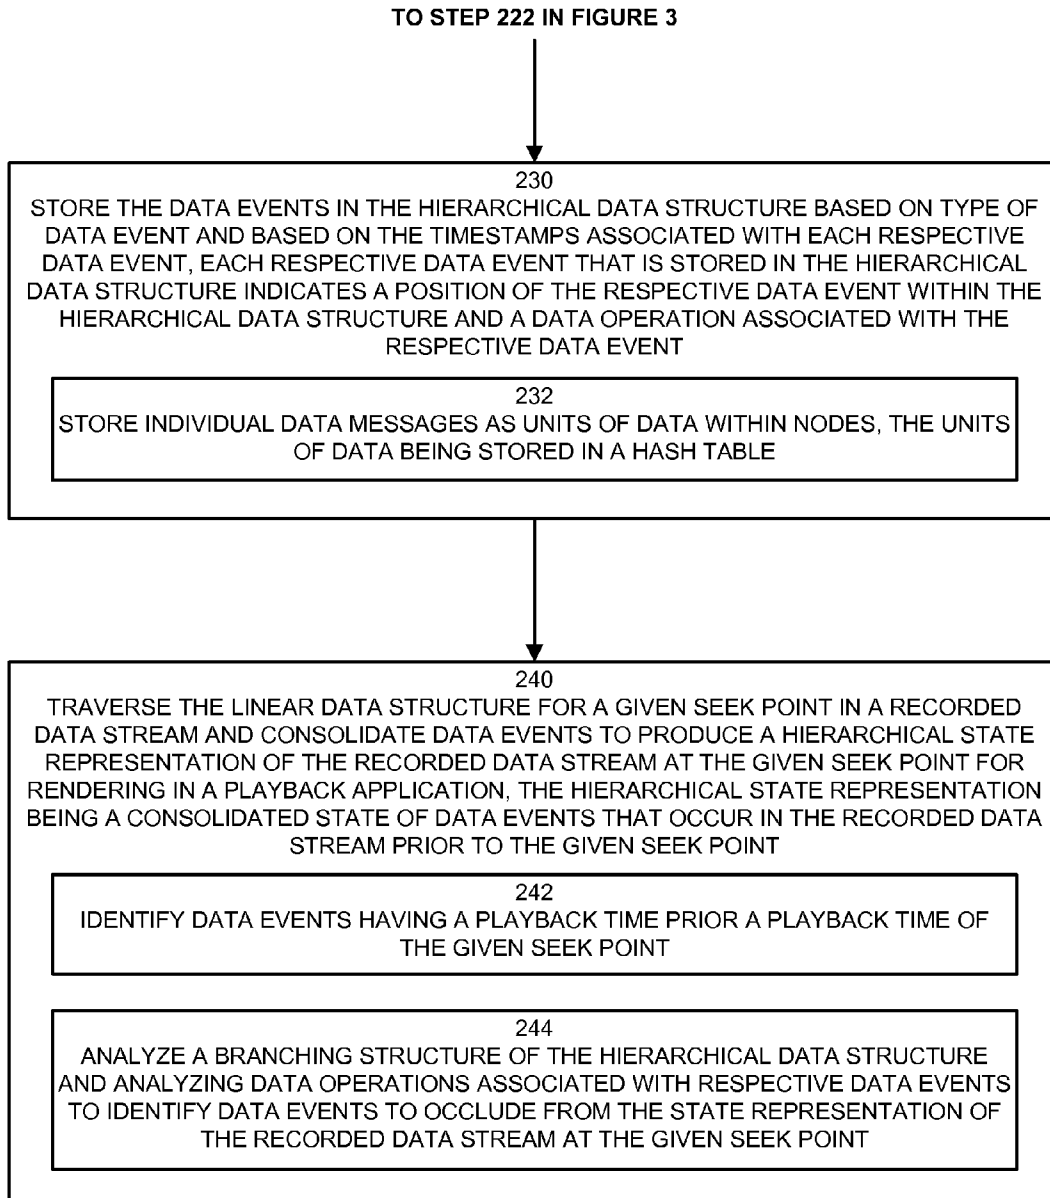 TO STEP 222 IN FIGURE 3
230
STORE THE DATA EVENTS IN THE HIERARCHICAL DATA STRUCTURE BASED ON TYPE OF
DATA EVENT AND BASED ON THE TIMESTAMPS ASSOCIATED WITH EACH RESPECTIVE
DATA EVENT, EACH RESPECTIVE DATA EVENT THAT IS STORED IN THE HIERARCHICAL
DATA STRUCTURE INDICATES A POSITION OF THE RESPECTIVE DATA EVENT WITHIN THE
HIERARCHICAL DATA STRUCTURE AND A DATA OPERATION ASSOCIATED WITH THE
RESPECTIVE DATA EVENT
232
STORE INDIVIDUAL DATA MESSAGES AS UNITS OF DATA WITHIN NODES, THE UNITS
OF DATA BEING STORED IN A HASH TABLE
240
TRAVERSE THE LINEAR DATA STRUCTURE FOR A GIVEN SEEK POINT IN A RECORDED
DATA STREAM AND CONSOLIDATE DATA EVENTS TO PRODUCE A HIERARCHICAL STATE
REPRESENTATION OF THE RECORDED DATA STREAM AT THE GIVEN SEEK POINT FOR
RENDERING IN A PLAYBACK APPLICATION, THE HIERARCHICAL STATE REPRESENTATION
BEING A CONSOLIDATED STATE OF DATA EVENTS THAT OCCUR IN THE RECORDED DATA
STREAM PRIOR TO THE GIVEN SEEK POINT
242
IDENTIFY DATA EVENTS HAVING A PLAYBACK TIME PRIOR A PLAYBACK TIME OF
THE GIVEN SEEK POINT
244
ANALYZE A BRANCHING STRUCTURE OF THE HIERARCHICAL DATA STRUCTURE
AND ANALYZING DATA OPERATIONS ASSOCIATED WITH RESPECTIVE DATA EVENTS
TO IDENTIFY DATA EVENTS TO OCCLUDE FROM THE STATE REPRESENTATION OF
THE RECORDED DATA STREAM AT THE GIVEN SEEK POINT